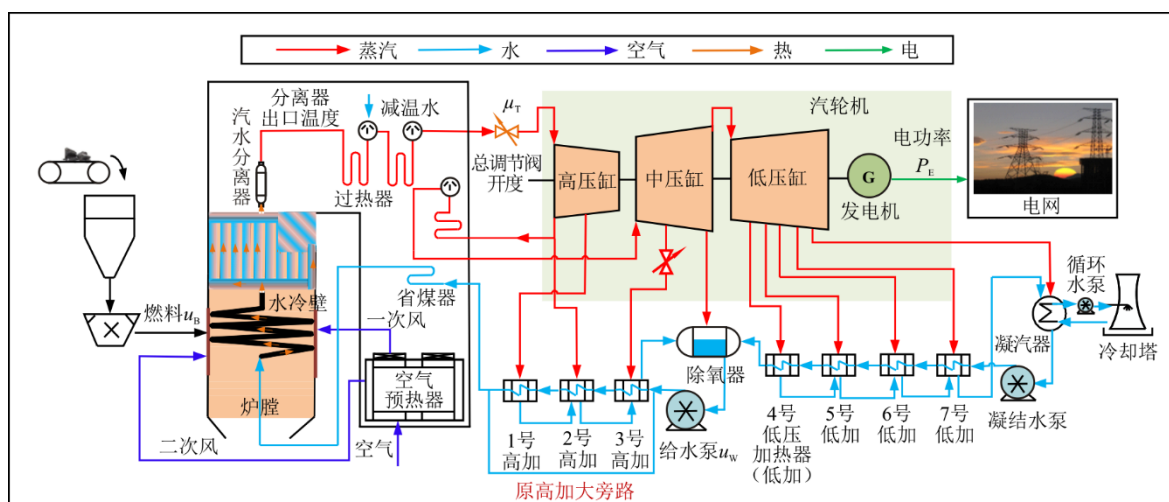 蒸汽
水
空气
热
电
汽水分离器
分离器
出口温度
减温水
过热器
μT
总调节阀
开度
汽轮机
高压缸
中压缸
低压缸
G
发电机
电功率
PE
电网
燃料uB
水冷壁
省煤器
一次风
空气
预热器
炉膛
二次风
空气
除氧器
1号
高加
2号
高加
3号
高加
给水泵uW
原高加大旁路
4号
低压
加热器
（低加）
5号
低加
6号
低加
7号
低加
凝汽器
循环
水泵
冷却塔
凝结水泵